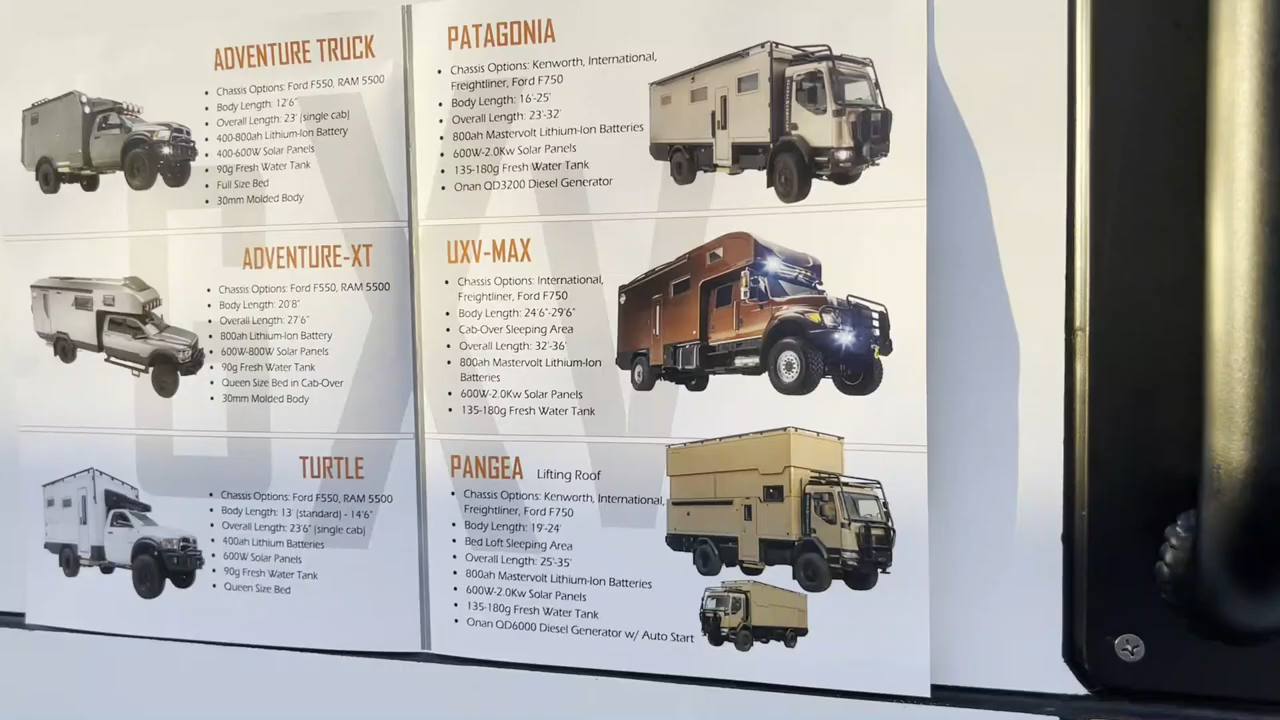 ADVENTURE TRUCK
• Chassis Options: Ford F550, RAM 5500
• Body Length: 12'6"
• Overall Length: 23' (single cab)
• 400-800ah Lithium-Ion Battery
• 400-600W Solar Panels
• 90g Fresh Water Tank
• Full Size Bed
• 30mm Molded Body
ADVENTURE-XT
• Chassis Options: Ford F550, RAM 5500
• Body Length: 20'8"
• Overall Length: 27'6"
• 800ah Lithium-Ion Battery
• 600W-800W Solar Panels
• 90g Fresh Water Tank
• Queen Size Bed in Cab-Over
• 30mm Molded Body
TURTLE
• Chassis Options: Ford F550, RAM 5500
• Body Length: 13' (standard) - 14'6"
• Overall Length: 23'6" (single cab)
• 400ah Lithium Batteries
• 600W Solar Panels
• 90g Fresh Water Tank
• Queen Size Bed
PATAGONIA
• Chassis Options: Kenworth, International,
Freightliner, Ford F750
• Body Length: 16'-25'
• Overall Length: 23'-32'
• 800ah Mastervolt Lithium-Ion Batteries
• 600W-2.0Kw Solar Panels
• 135-180g Fresh Water Tank
• Onan QD3200 Diesel Generator
UXV-MAX
• Chassis Options: International,
Freightliner, Ford F750
• Body Length: 24'6"-29'6"
• Cab-Over Sleeping Area
• Overall Length: 32'-36'
• 800ah Mastervolt Lithium-Ion
Batteries
• 600W-2.0Kw Solar Panels
• 135-180g Fresh Water Tank
PANGEA Lifting Roof
• Chassis Options: Kenworth, International,
Freightliner, Ford F750
• Body Length: 19'-24'
• Bed Loft Sleeping Area
• Overall Length: 25'-35'
• 800ah Mastervolt Lithium-Ion Batteries
• 600W-2.0Kw Solar Panels
• 135-180g Fresh Water Tank
• Onan QD6000 Diesel Generator w/ Auto Start